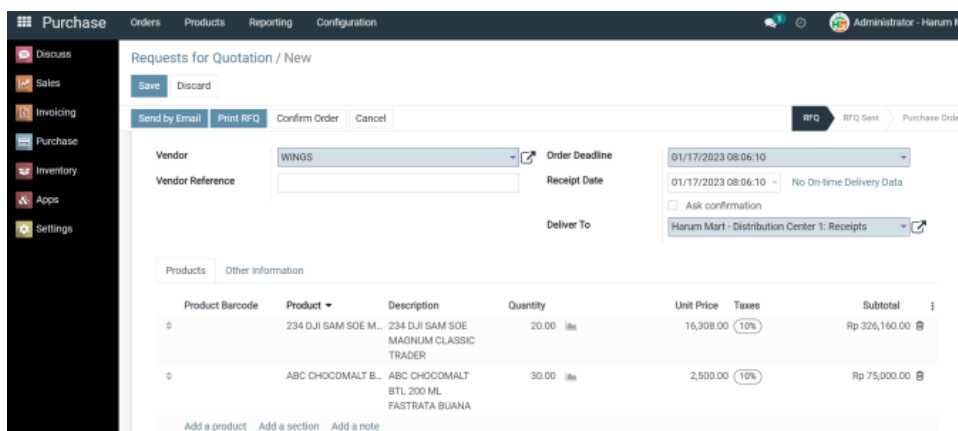 Purchase Orders Products Reporting Configuration 1 Administrator - Harum M
Discuss
Sales
Invoicing
Purchase
Inventory
Apps
Settings
Requests for Quotation / New
Save Discard
Send by Email Print RFQ Confirm Order Cancel RFQ RFQ Sent Purchase Orde
Vendor WINGS Order Deadline 01/17/2023 08:06:10
Vendor Reference Receipt Date 01/17/2023 08:06:10 No On-time Delivery Data
Ask confirmation
Deliver To Harum Mart - Distribution Center 1: Receipts
Products Other Information
Product Barcode Product Description Quantity Unit Price Taxes Subtotal
234 DJI SAM SOE M... 234 DJI SAM SOE 20.00 16,308.00 10% Rp 326,160.00
MAGNUM CLASSIC
TRADER
ABC CHOCOMALT B... ABC CHOCOMALT 30.00 2,500.00 10% Rp 75,000.00
BTL 200 ML
FASTRATA BUANA
Add a product Add a section Add a note